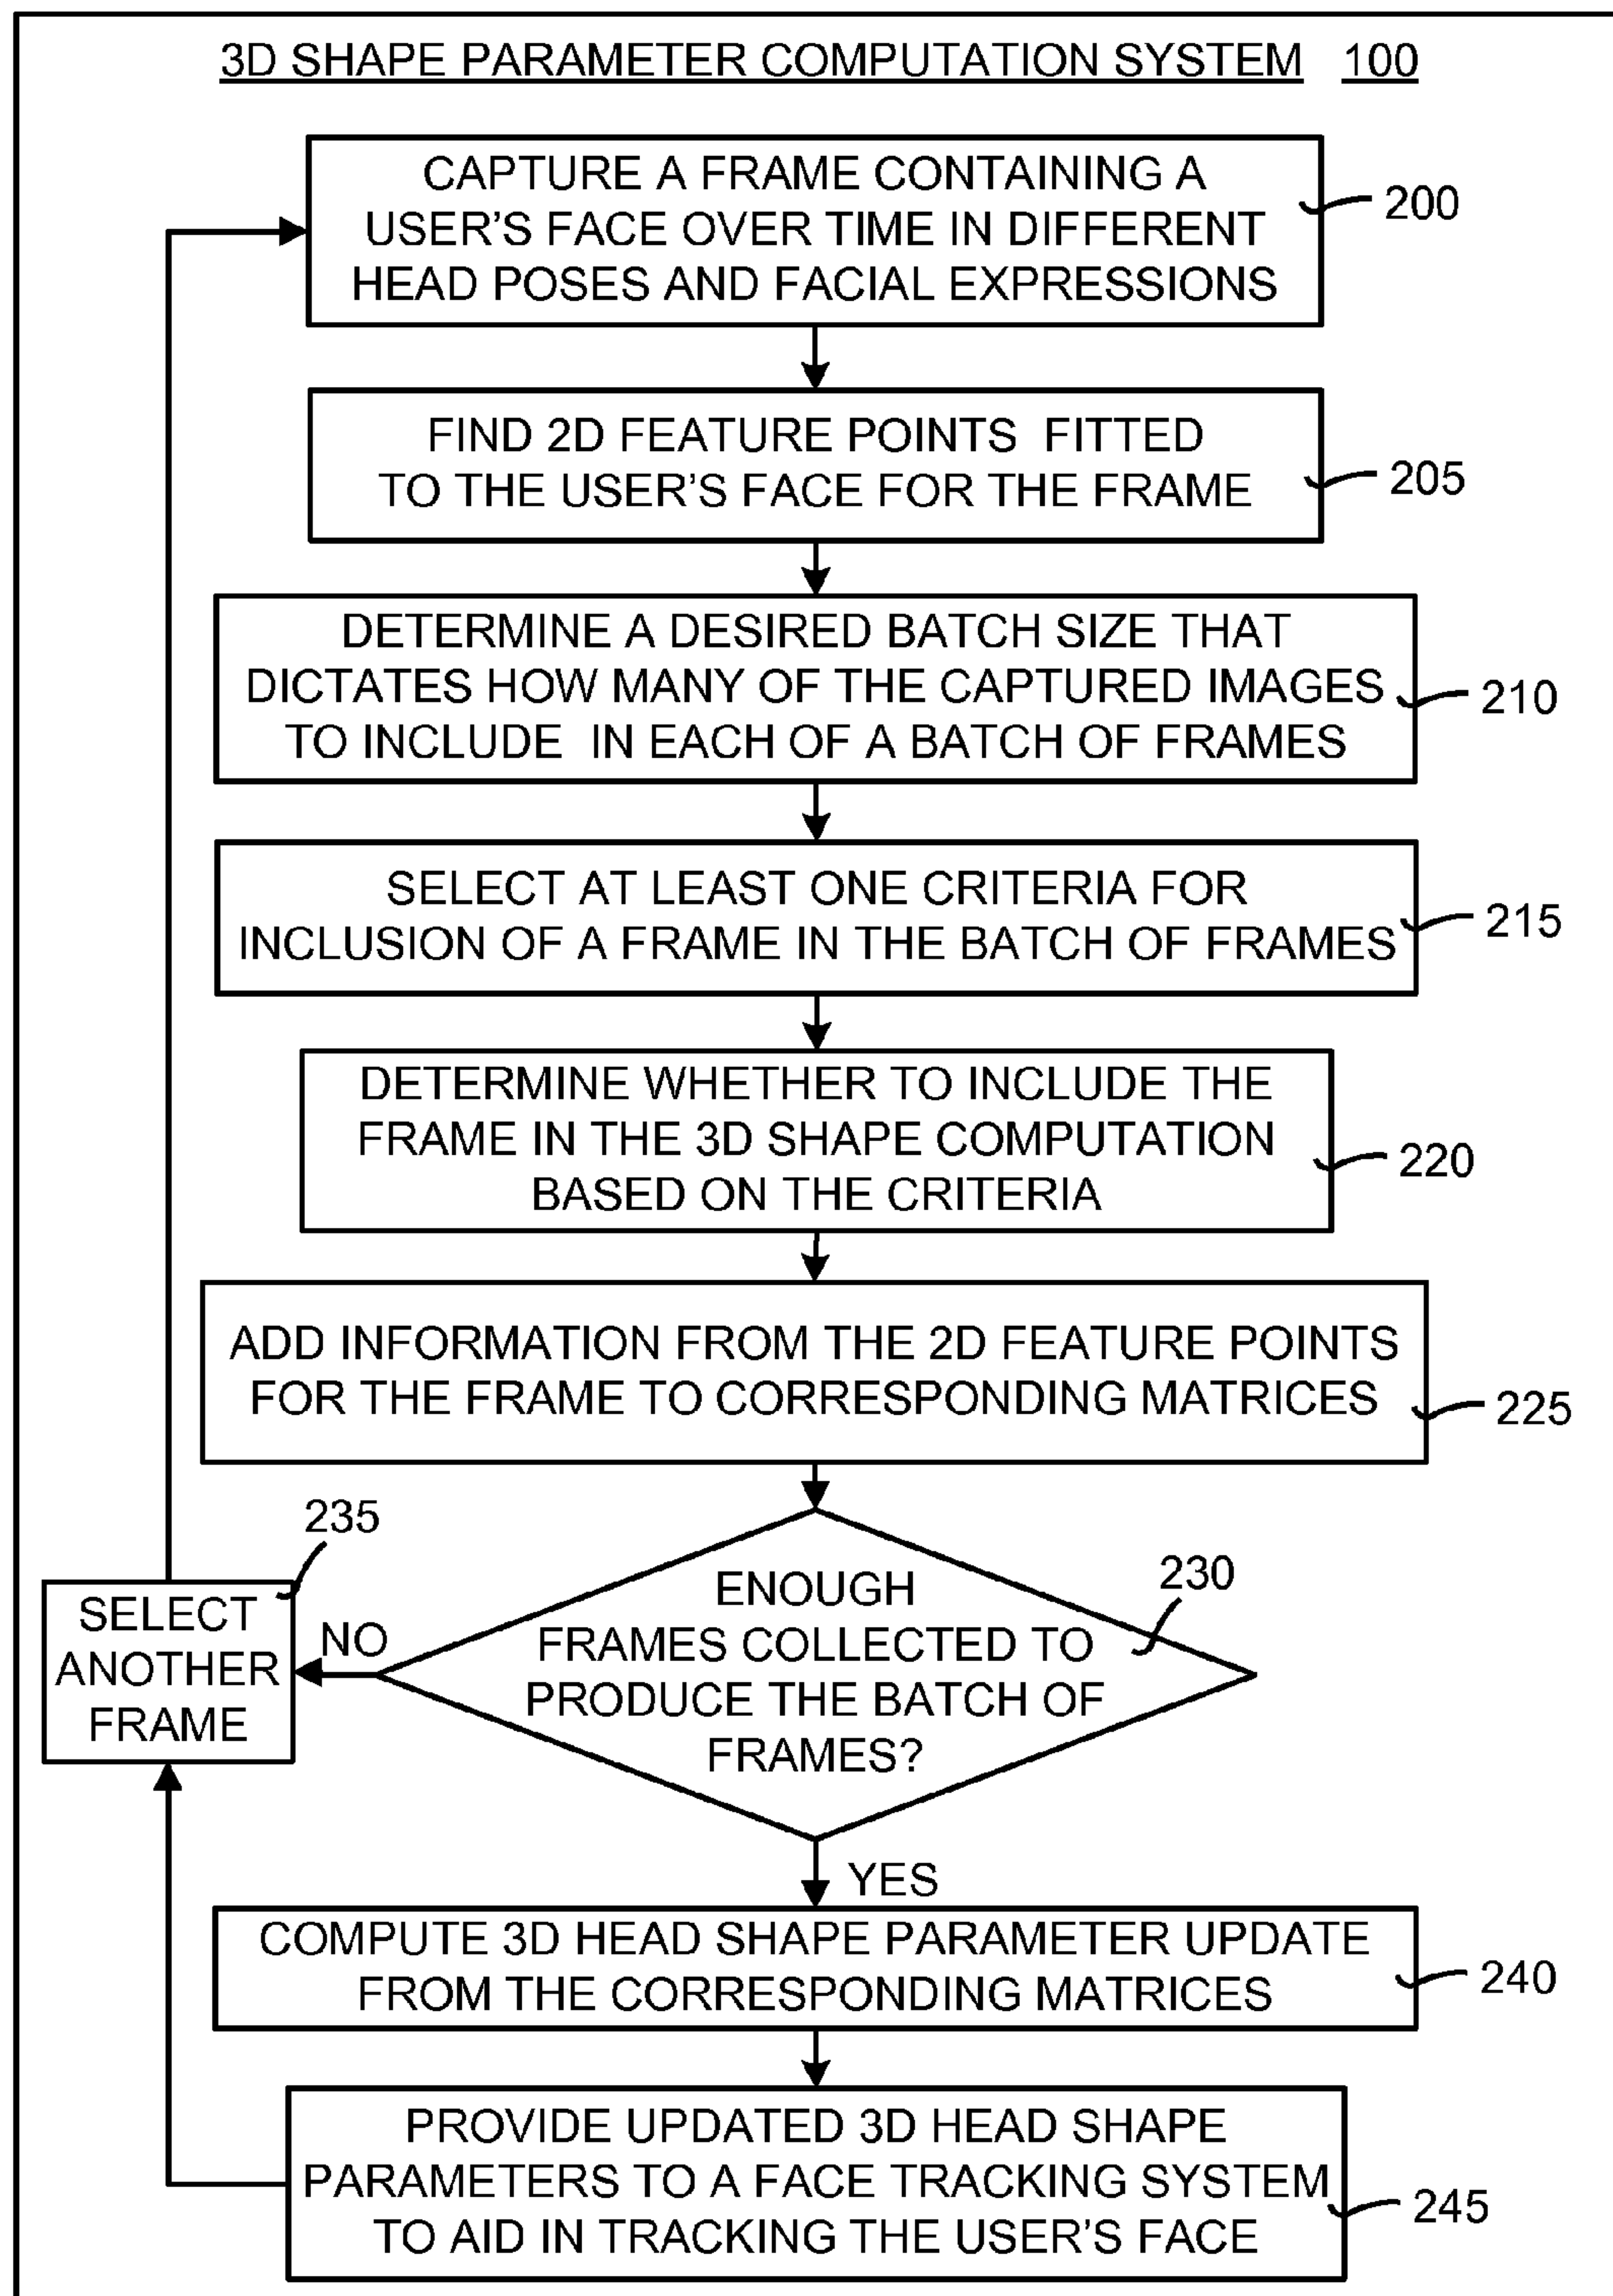 3D SHAPE PARAMETER COMPUTATION SYSTEM 100
CAPTURE A FRAME CONTAINING A
USER'S FACE OVER TIME IN DIFFERENT
HEAD POSES AND FACIAL EXPRESSIONS
200
FIND 2D FEATURE POINTS FITTED
TO THE USER'S FACE FOR THE FRAME
205
DETERMINE A DESIRED BATCH SIZE THAT
DICTATES HOW MANY OF THE CAPTURED IMAGES
TO INCLUDE IN EACH OF A BATCH OF FRAMES
210
SELECT AT LEAST ONE CRITERIA FOR
INCLUSION OF A FRAME IN THE BATCH OF FRAMES
215
DETERMINE WHETHER TO INCLUDE THE
FRAME IN THE 3D SHAPE COMPUTATION
BASED ON THE CRITERIA
220
ADD INFORMATION FROM THE 2D FEATURE POINTS
FOR THE FRAME TO CORRESPONDING MATRICES
225
ENOUGH
FRAMES COLLECTED TO
PRODUCE THE BATCH OF
FRAMES?
230
NO
235
SELECT
ANOTHER
FRAME
YES
COMPUTE 3D HEAD SHAPE PARAMETER UPDATE
FROM THE CORRESPONDING MATRICES
240
PROVIDE UPDATED 3D HEAD SHAPE
PARAMETERS TO A FACE TRACKING SYSTEM
TO AID IN TRACKING THE USER'S FACE
245